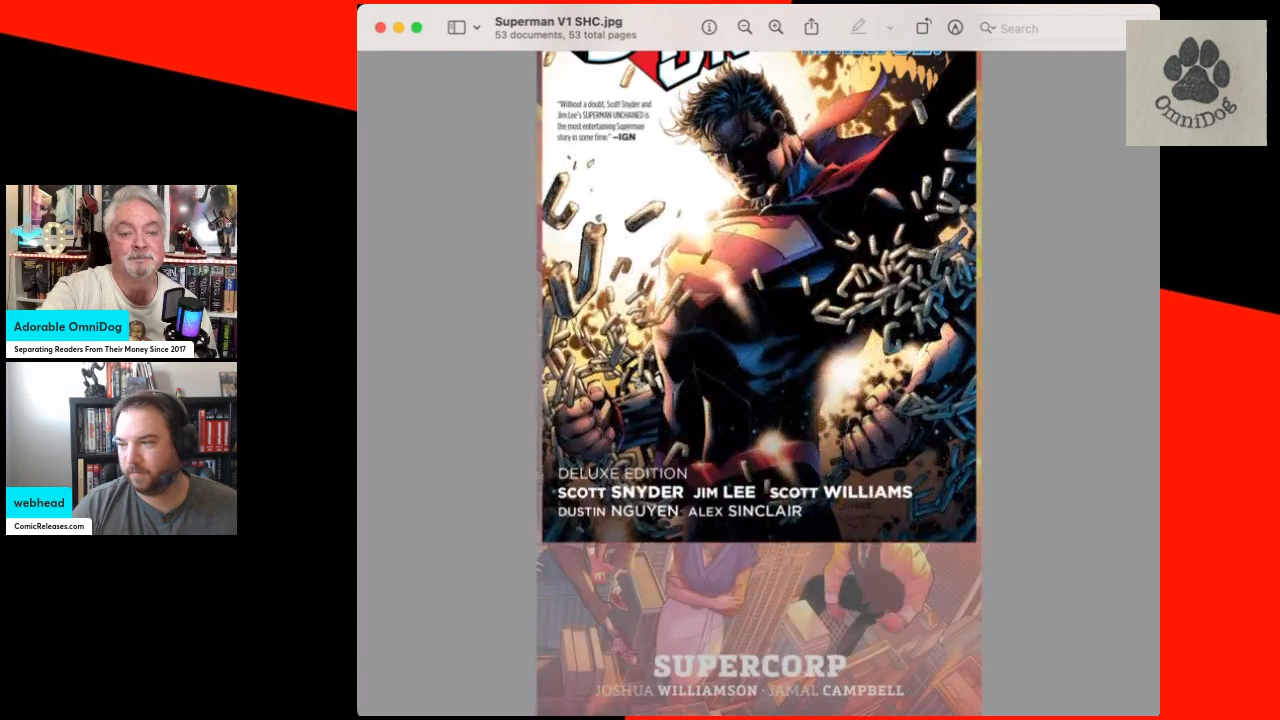 Superman V1 SHC.jpg
53 documents, 53 total pages
Search
OmniDog
"Without a doubt, Scott Snyder and
Jim Lee's SUPERMAN UNCHAINED is
the most entertaining Superman
story in some time." —IGN
DELUXE EDITION
SCOTT SNYDER JIM LEE SCOTT WILLIAMS
DUSTIN NGUYEN ALEX SINCLAIR
SUPERCORP
JOSHUA WILLIAMSON · JAMAL CAMPBELL
Adorable OmniDog
Separating Readers From Their Money Since 2017
webhead
ComicReleases.com